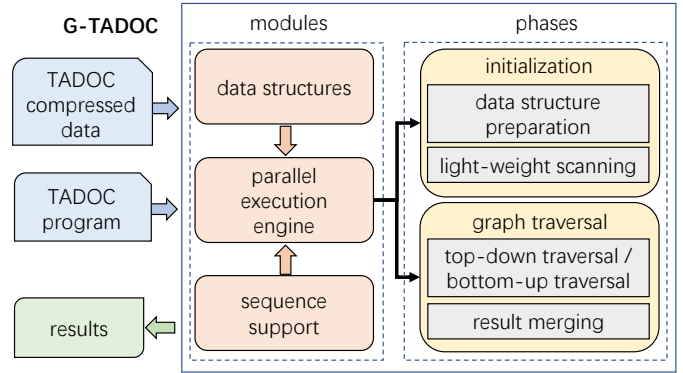 G-TADOC
modules
phases
TADOC
compressed
data
TADOC
program
results
data structures
parallel
execution
engine
sequence
support
initialization
data structure
preparation
light-weight scanning
graph traversal
top-down traversal /
bottom-up traversal
result merging